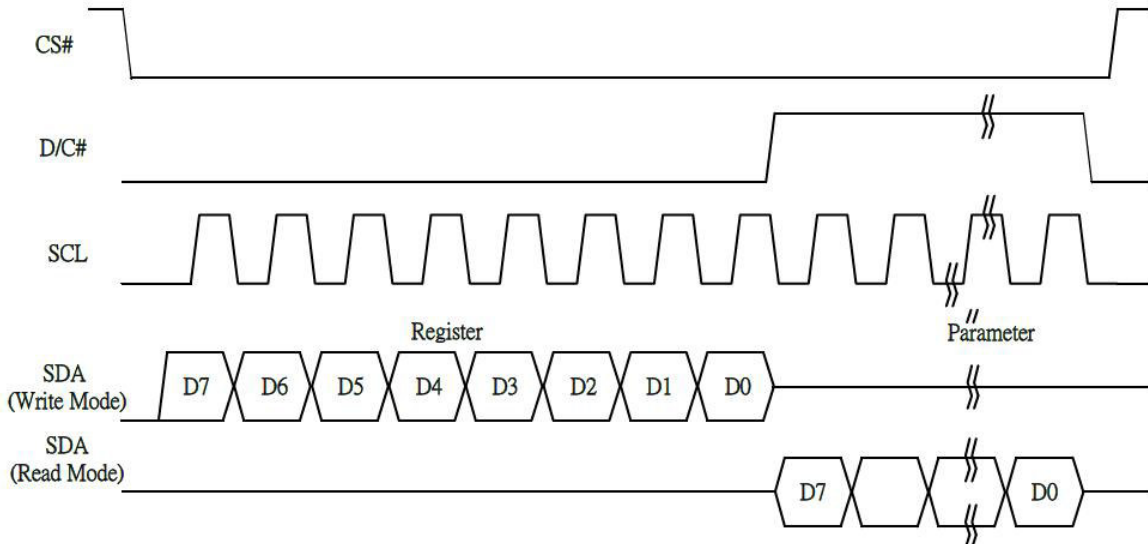 CS#
D/C#
SCL
Register
Parameter
SDA
(Write Mode)
D7 D6 D5 D4 D3 D2 D1 D0
SDA
(Read Mode)
D7 D0